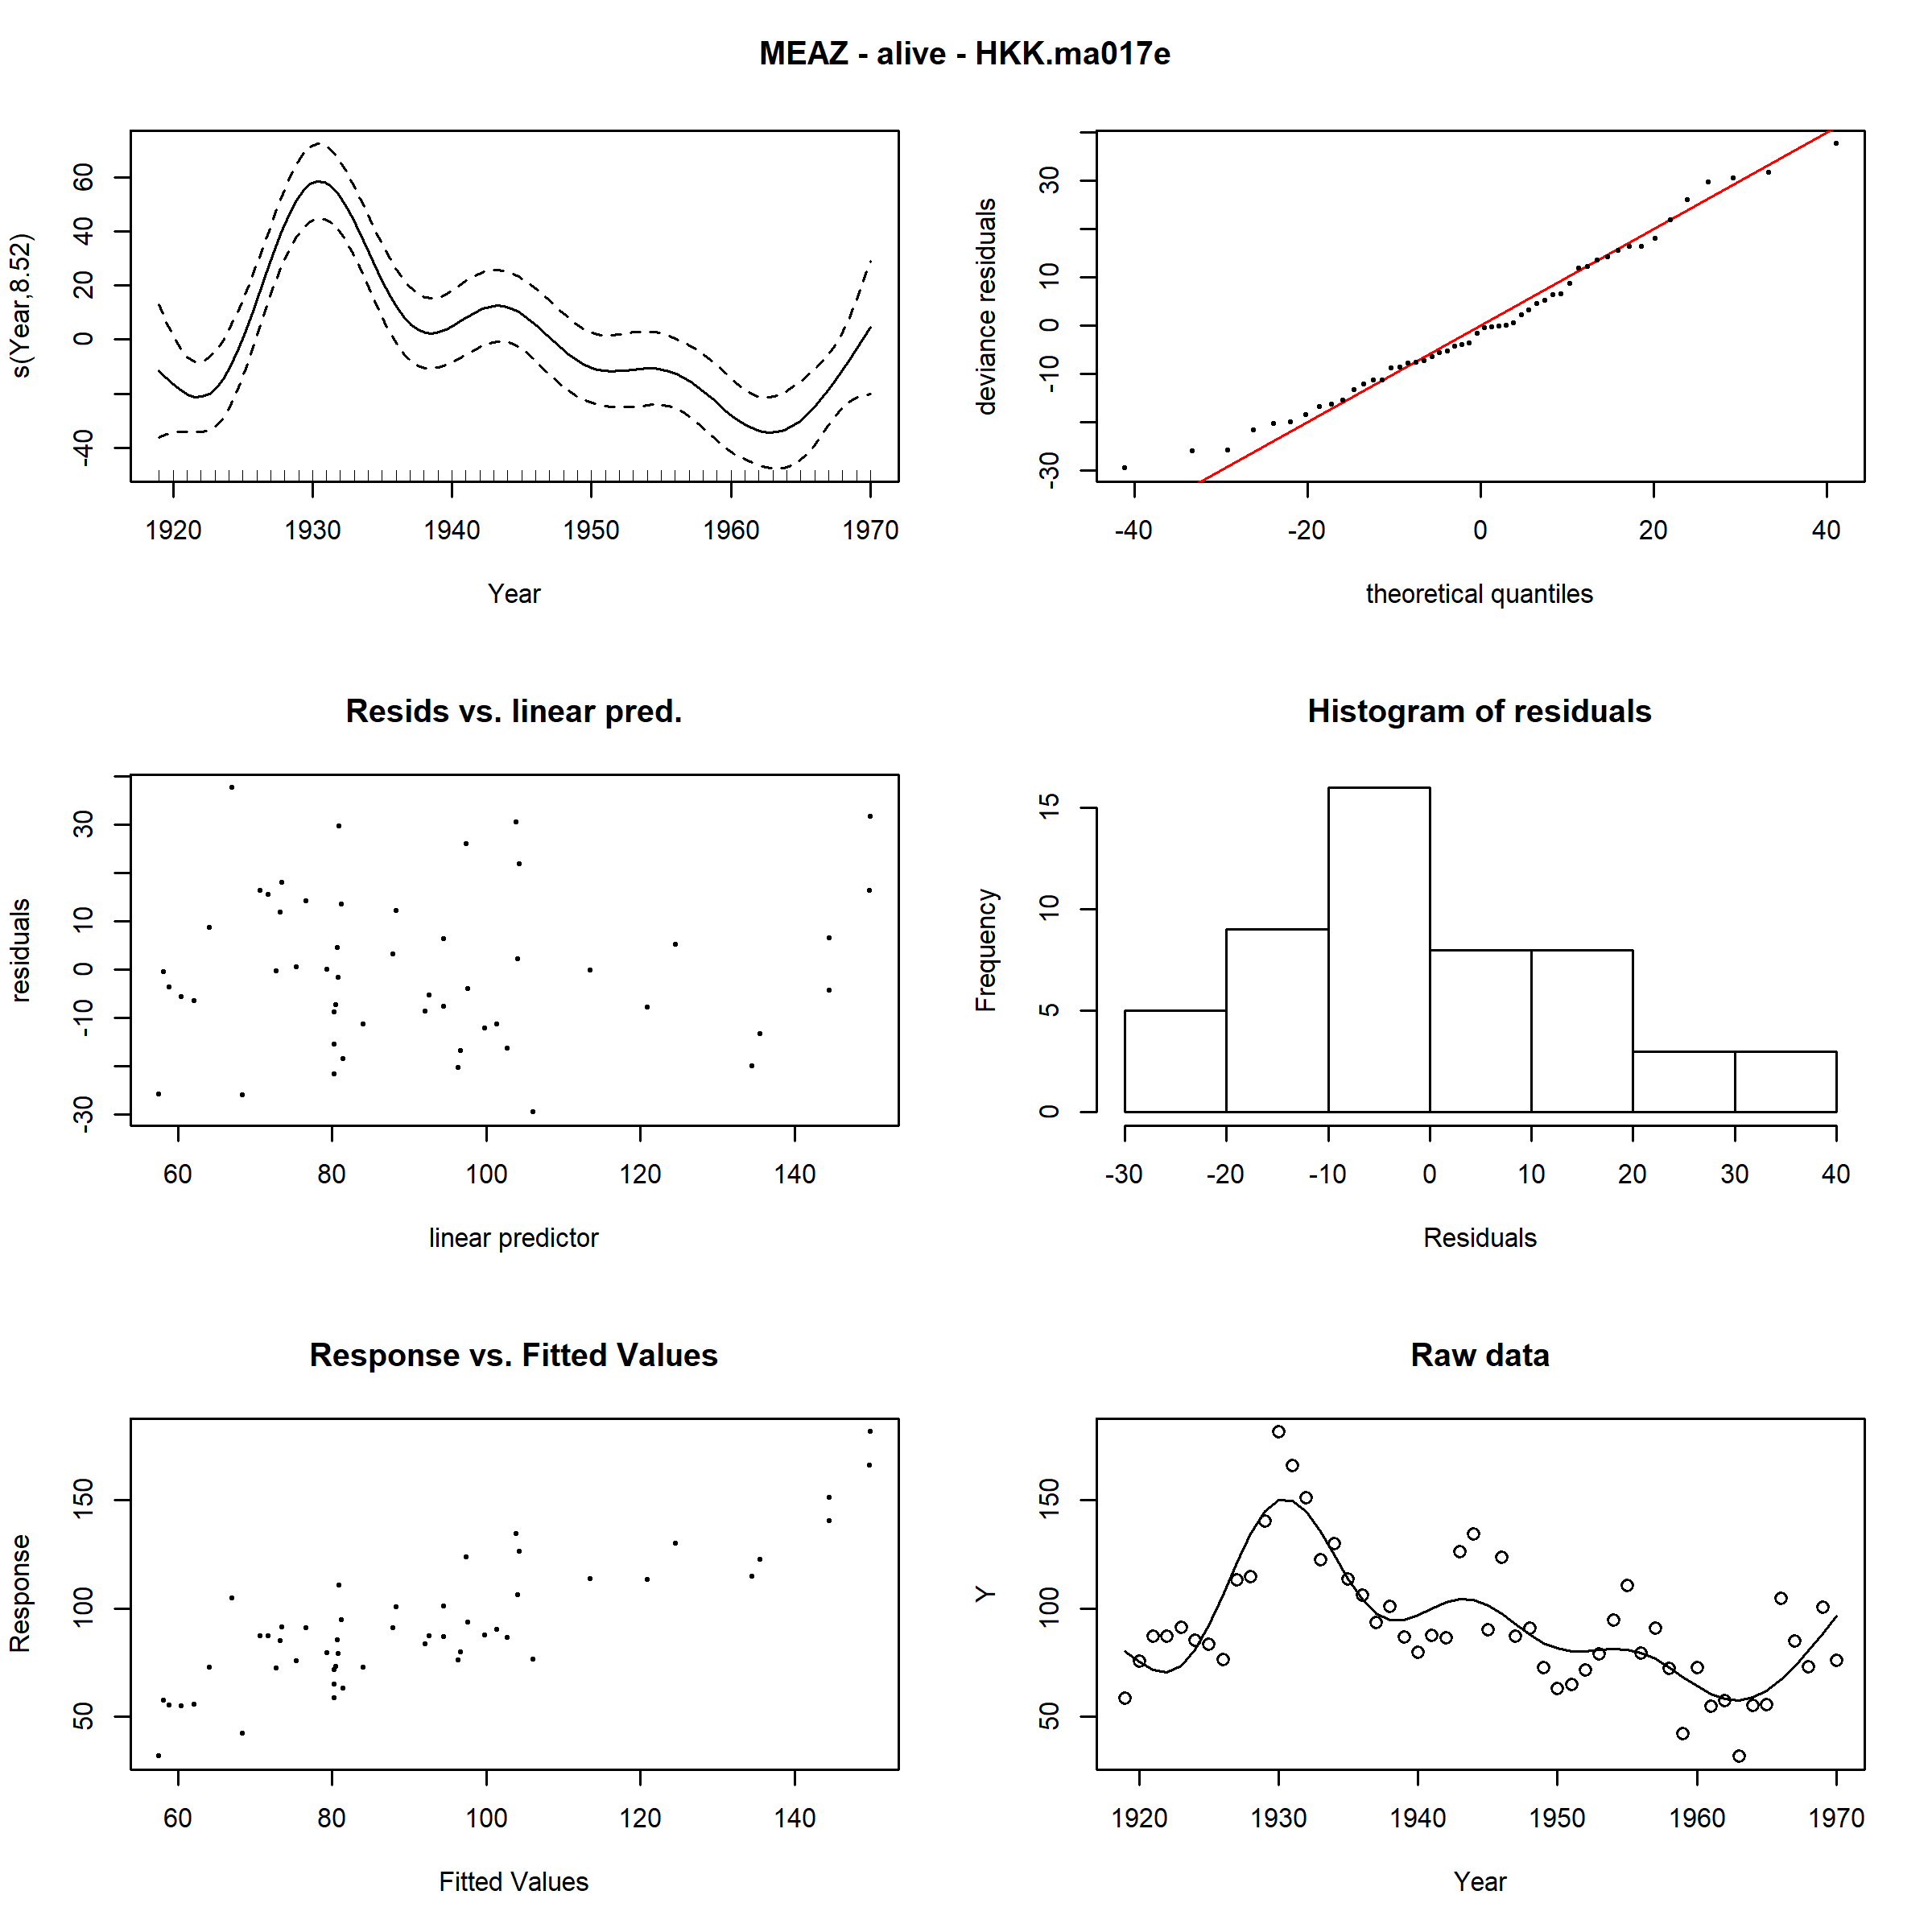 MEAZ - alive - HKK.ma017e
s(Year,8.52)
-40 0 20 40 60
1920 1930 1940 1950 1960 1970
Year
deviance residuals
-30 -10 0 10 30
-40 -20 0 20 40
theoretical quantiles
Resids vs. linear pred.
residuals
-30 -10 0 10 30
60 80 100 120 140
linear predictor
Histogram of residuals
Frequency
0 5 10 15
-30 -20 -10 0 10 20 30 40
Residuals
Response vs. Fitted Values
Response
50 100 150
60 80 100 120 140
Fitted Values
Raw data
Y
50 100 150
1920 1930 1940 1950 1960 1970
Year